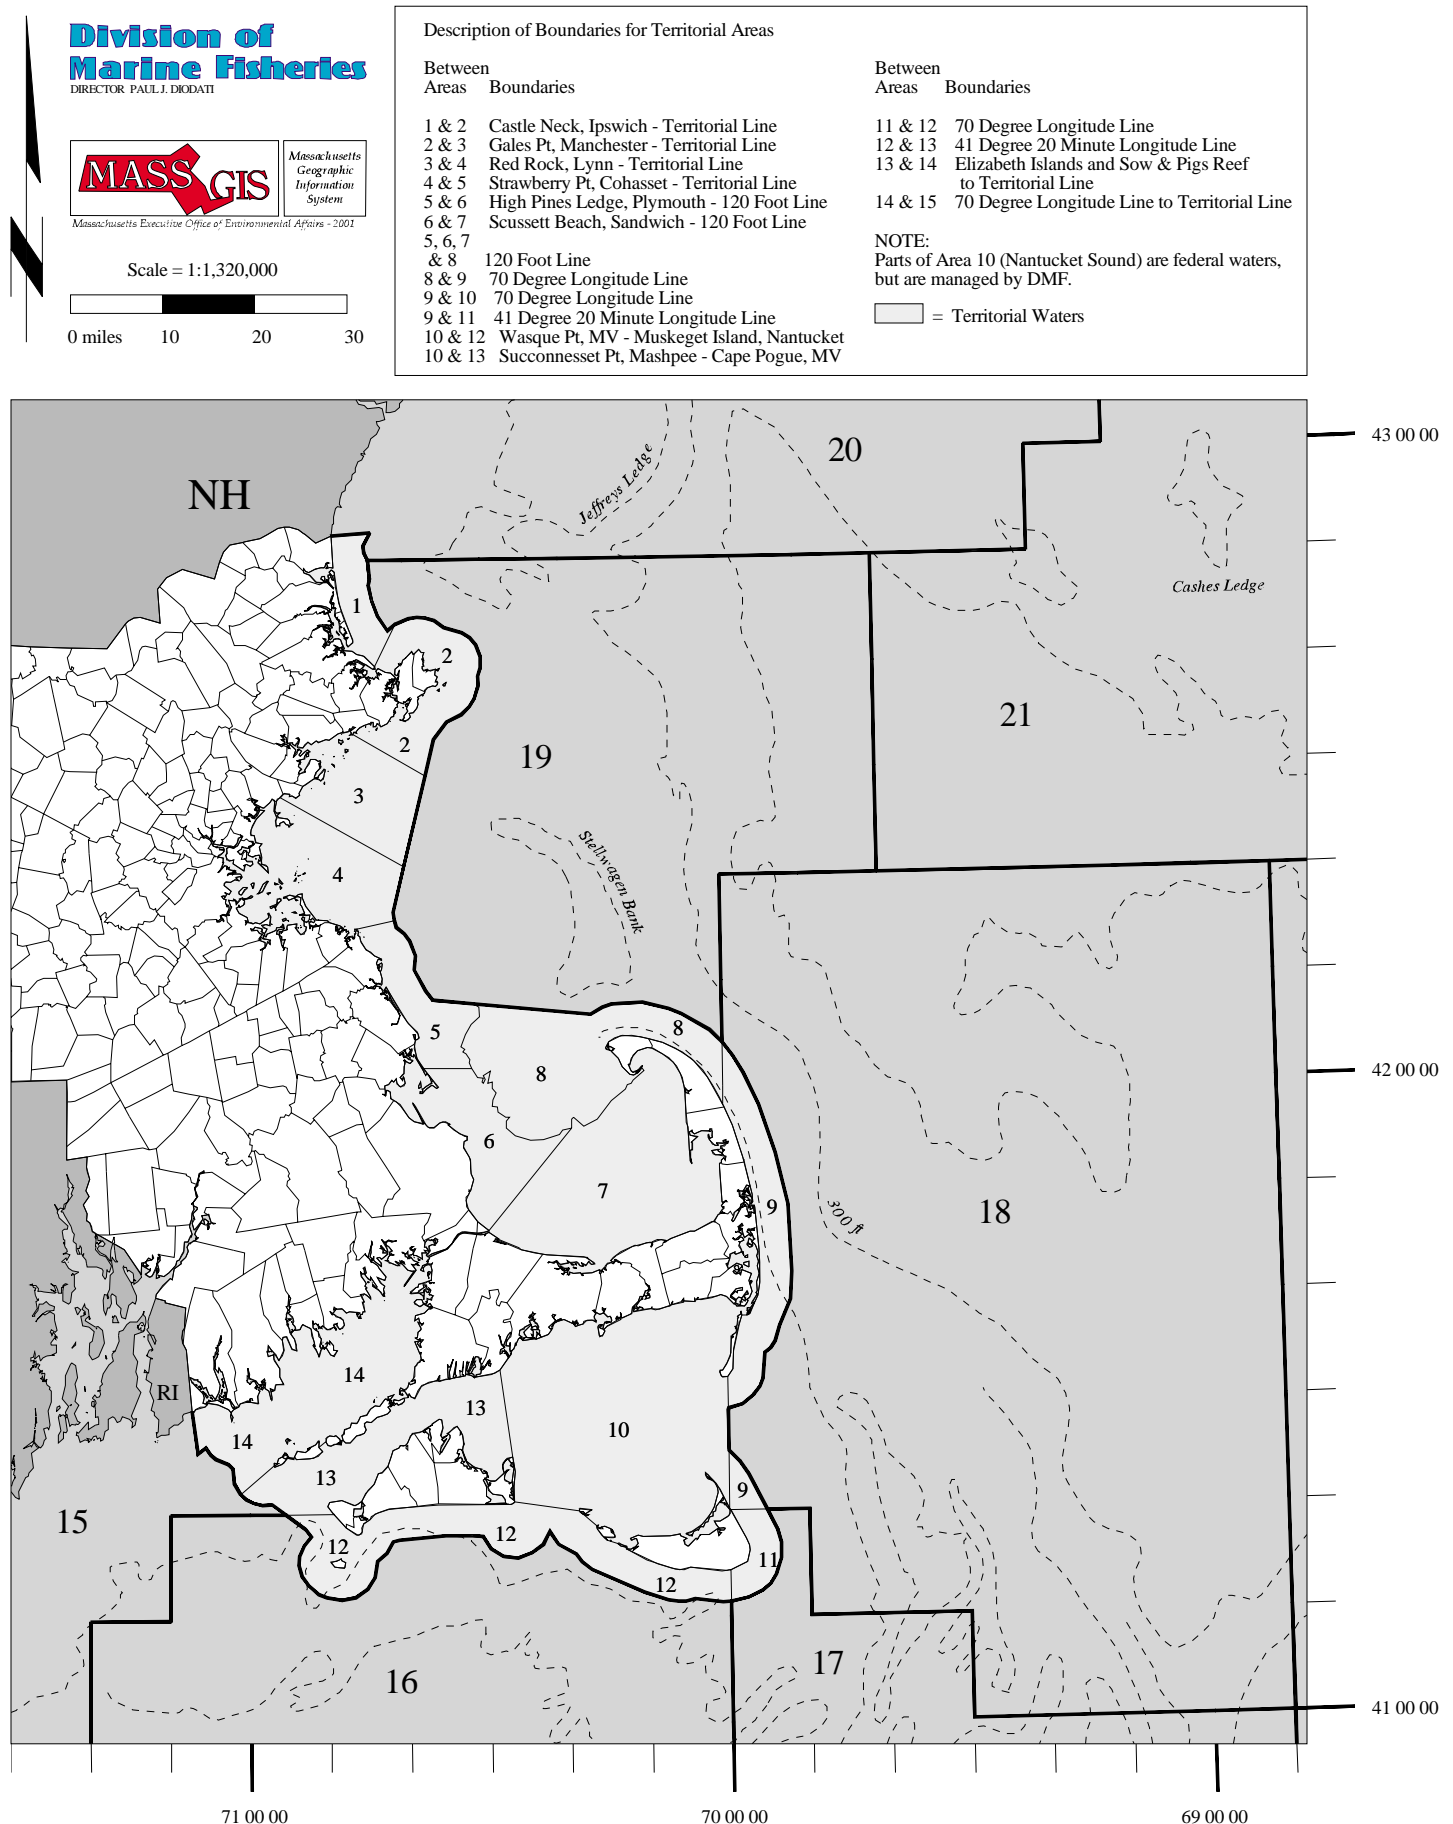 Division of
Marine Fisheries
DIRECTOR PAUL J. DIODATI
MASS GIS
Massachusetts
Geographic
Information
System
Massachusetts Executive Office of Environmental Affairs - 2001
Scale = 1:1,320,000
0 miles 10 20 30
Description of Boundaries for Territorial Areas
Between
Areas Boundaries
1 & 2 Castle Neck, Ipswich - Territorial Line
2 & 3 Gales Pt, Manchester - Territorial Line
3 & 4 Red Rock, Lynn - Territorial Line
4 & 5 Strawberry Pt, Cohasset - Territorial Line
5 & 6 High Pines Ledge, Plymouth - 120 Foot Line
6 & 7 Scussett Beach, Sandwich - 120 Foot Line
5, 6, 7
& 8 120 Foot Line
8 & 9 70 Degree Longitude Line
9 & 10 70 Degree Longitude Line
9 & 11 41 Degree 20 Minute Longitude Line
10 & 12 Wasque Pt, MV - Muskeget Island, Nantucket
10 & 13 Succonnesset Pt, Mashpee - Cape Pogue, MV
Between
Areas Boundaries
11 & 12 70 Degree Longitude Line
12 & 13 41 Degree 20 Minute Longitude Line
13 & 14 Elizabeth Islands and Sow & Pigs Reef
to Territorial Line
14 & 15 70 Degree Longitude Line to Territorial Line
NOTE:
Parts of Area 10 (Nantucket Sound) are federal waters,
but are managed by DMF.
= Territorial Waters
43 00 00
20
Jeffreys Ledge
NH
Cashes Ledge
1
2
21
2
19
3
Stellwagen Bank
4
8
5
8
42 00 00
6
7
9
18
300 ft
14
RI
13
10
14
13
9
15
12
12
11
12
17
16
41 00 00
71 00 00
70 00 00
69 00 00